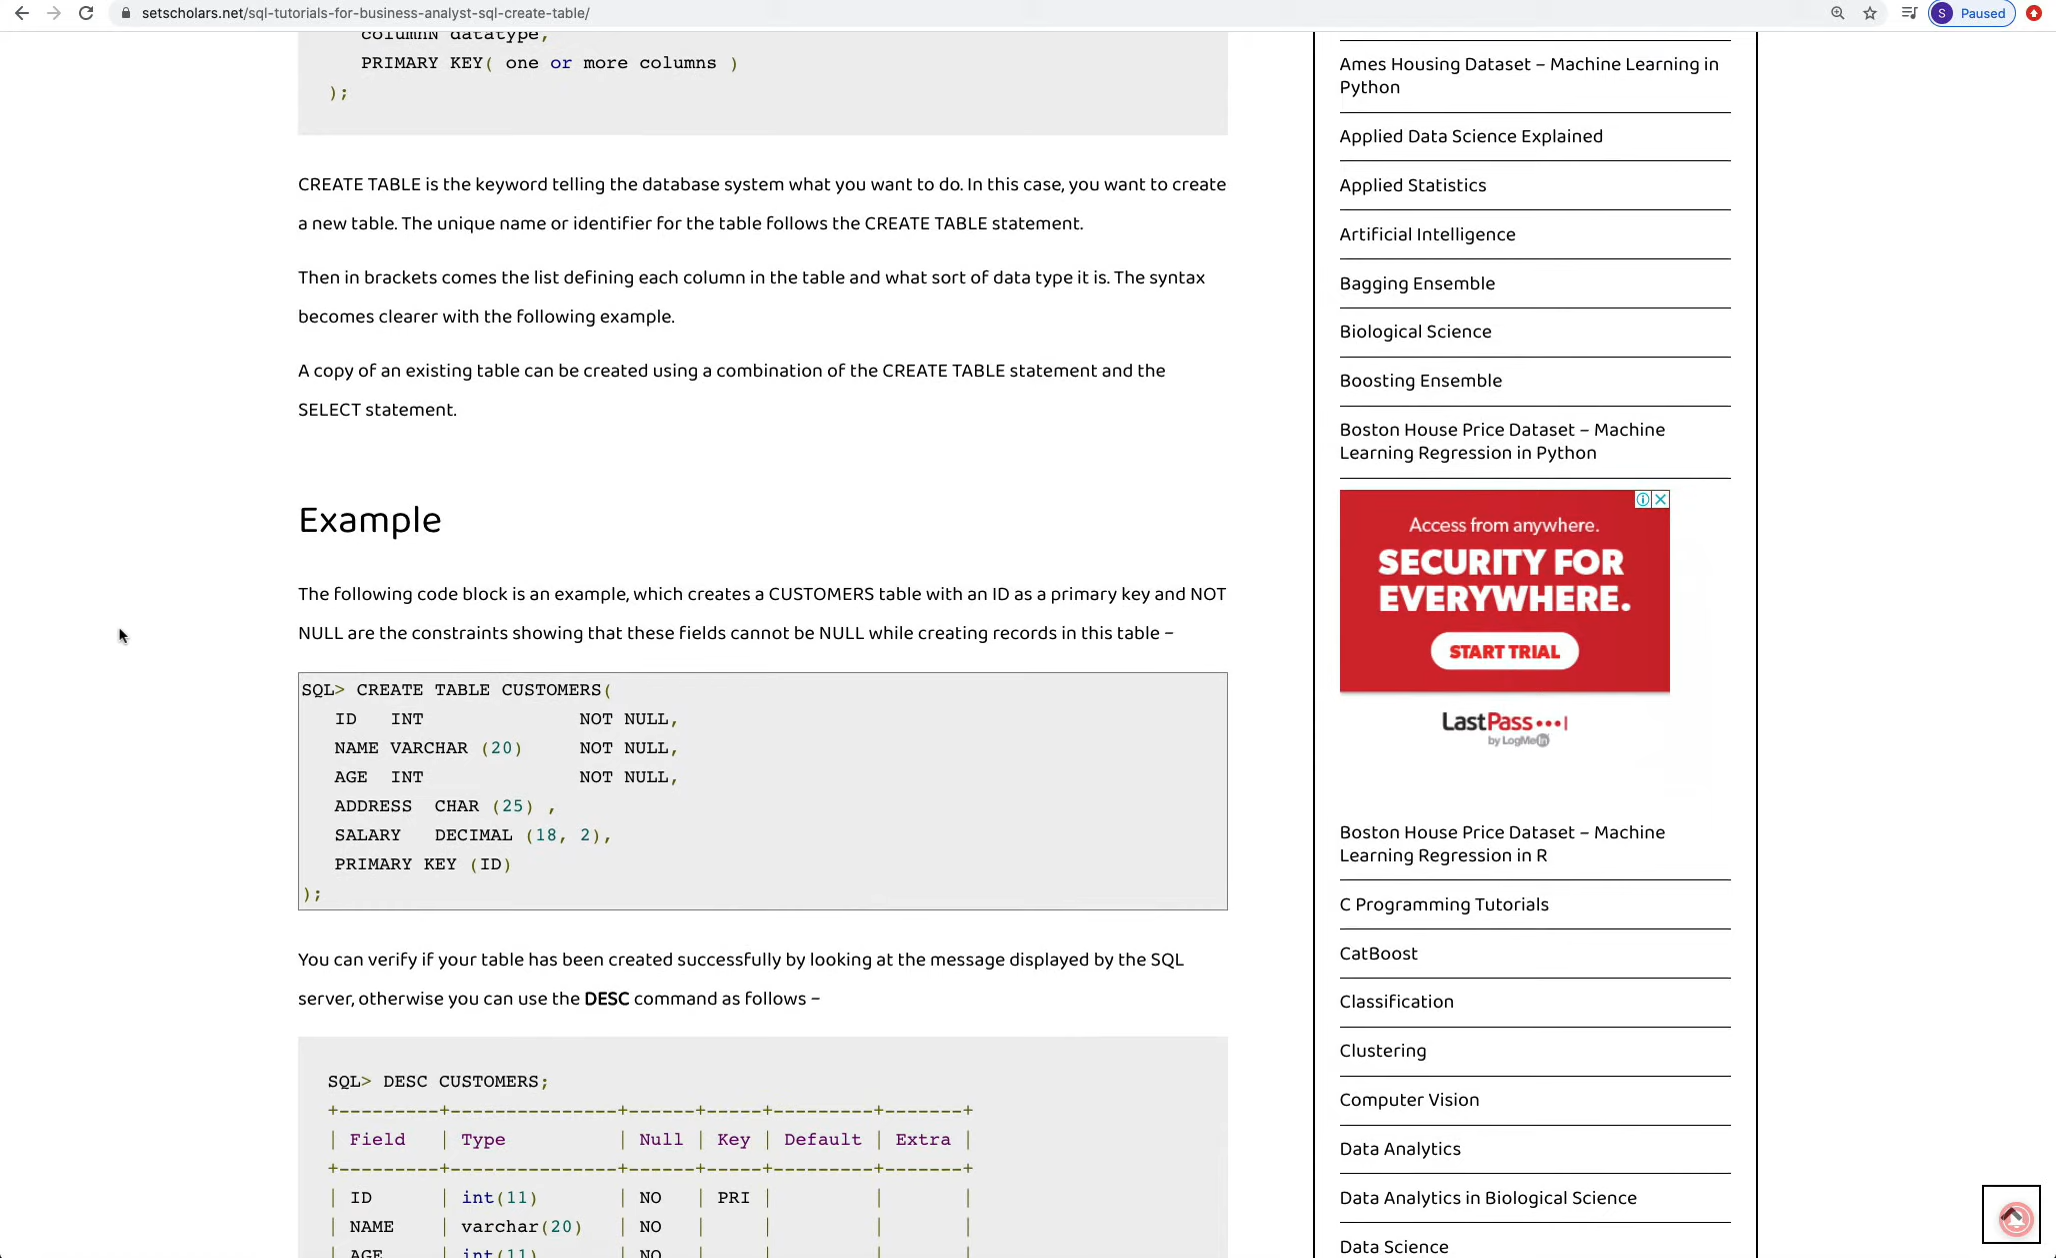 setscholars.net/sql-tutorials-for-business-analyst-sql-create-table/
S Paused
columnN datatype,
PRIMARY KEY( one or more columns )
);
CREATE TABLE is the keyword telling the database system what you want to do. In this case, you want to create
a new table. The unique name or identifier for the table follows the CREATE TABLE statement.
Then in brackets comes the list defining each column in the table and what sort of data type it is. The syntax
becomes clearer with the following example.
A copy of an existing table can be created using a combination of the CREATE TABLE statement and the
SELECT statement.
Example
The following code block is an example, which creates a CUSTOMERS table with an ID as a primary key and NOT
NULL are the constraints showing that these fields cannot be NULL while creating records in this table –
SQL> CREATE TABLE CUSTOMERS(
ID   INT              NOT NULL,
NAME VARCHAR (20)     NOT NULL,
AGE  INT              NOT NULL,
ADDRESS  CHAR (25) ,
SALARY   DECIMAL (18, 2),
PRIMARY KEY (ID)
);
You can verify if your table has been created successfully by looking at the message displayed by the SQL
server, otherwise you can use the DESC command as follows –
SQL> DESC CUSTOMERS;
+---------+---------------+------+-----+---------+-------+
| Field   | Type          | Null | Key | Default | Extra |
+---------+---------------+------+-----+---------+-------+
| ID      | int(11)       | NO   | PRI |         |       |
| NAME    | varchar(20)   | NO   |     |         |       |
| AGE     | int(11)       | NO   |     |         |       |
Ames Housing Dataset – Machine Learning in
Python
Applied Data Science Explained
Applied Statistics
Artificial Intelligence
Bagging Ensemble
Biological Science
Boosting Ensemble
Boston House Price Dataset – Machine
Learning Regression in Python
Access from anywhere.
SECURITY FOR
EVERYWHERE.
START TRIAL
LastPass
by LogMeIn
Boston House Price Dataset – Machine
Learning Regression in R
C Programming Tutorials
CatBoost
Classification
Clustering
Computer Vision
Data Analytics
Data Analytics in Biological Science
Data Science